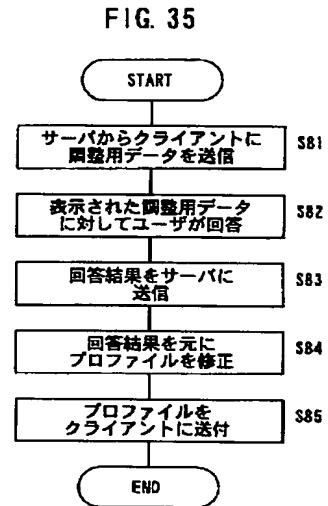 FIG. 35
START
サーバからクライアントに
調整用データを送信
S81
表示された調整用データ
に対してユーザが回答
S82
回答結果をサーバに
送信
S83
回答結果を元に
プロファイルを修正
S84
プロファイルを
クライアントに送付
S85
END